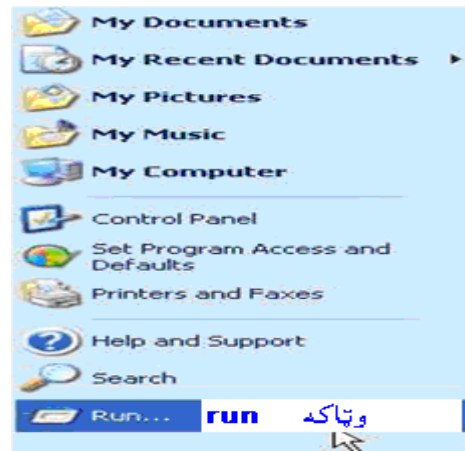 My Documents
My Recent Documents
My Pictures
My Music
My Computer
Control Panel
Set Program Access and
Defaults
Printers and Faxes
Help and Support
Search
Run... run وټاکه